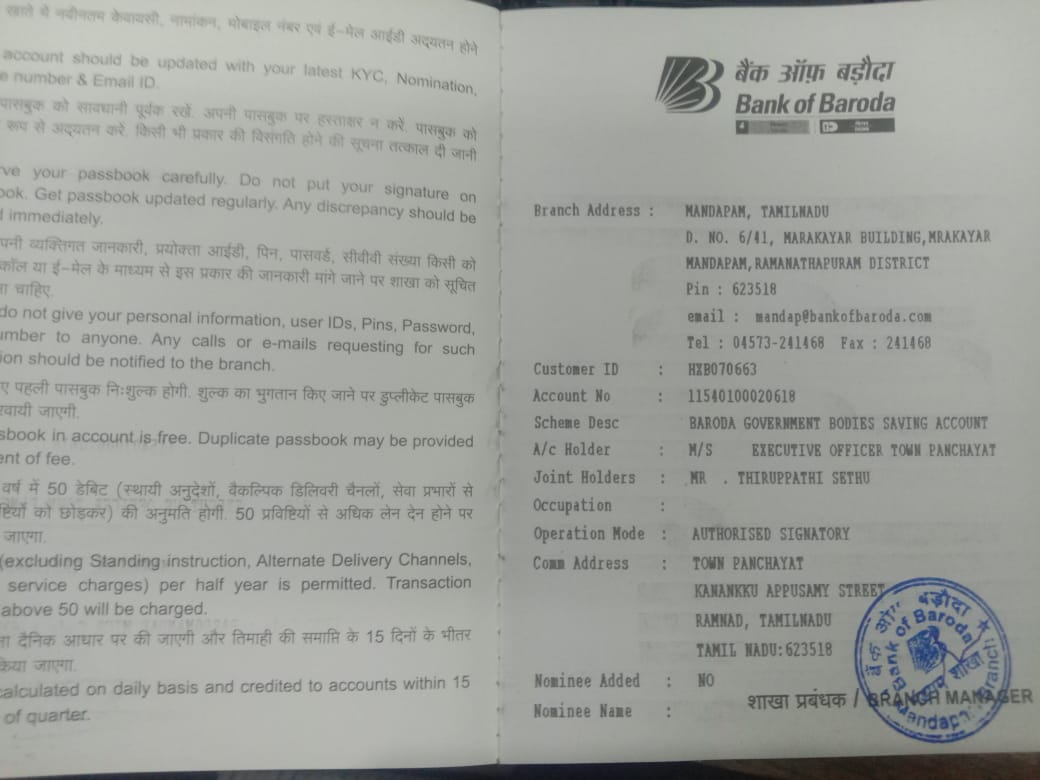 खाते में नवीनतम केवायसी, नामांकन, मोबाइल नंबर एवं ई-मेल आईडी अद्यतन होने
account should be updated with your latest KYC, Nomination,
number & Email ID.
पासबुक को सावधानी पूर्वक रखें. अपनी पासबुक पर हस्ताक्षर न करें. पासबुक को
रूप से अद्यतन करें. किसी भी प्रकार की विसंगति होने की सूचना तत्काल दी जानी
your passbook carefully. Do not put your signature on
Get passbook updated regularly. Any discrepancy should be
immediately.
व्यक्तिगत जानकारी, प्रयोक्ता आईडी, पिन, पासवर्ड, सीवीवी संख्या किसी को
कॉल या ई-मेल के माध्यम से इस प्रकार की जानकारी मांगे जाने पर शाखा को सूचित
चाहिए.
do not give your personal information, user IDs, Pins, Password,
to anyone. Any calls or e-mails requesting for such
should be notified to the branch.
पहली पासबुक निःशुल्क होगी. शुल्क का भुगतान किए जाने पर डुप्लीकेट पासबुक
जाएगी.
in account is free. Duplicate passbook may be provided
of fee.
वर्ष में 50 डेबिट (स्थायी अनुदेशों, वैकल्पिक डिलिवरी चैनलों, सेवा प्रभारों से
को छोड़कर) की अनुमति होगी. 50 प्रविष्टियों से अधिक लेन देन होने पर
जाएगा.
(excluding Standing instruction, Alternate Delivery Channels,
service charges) per half year is permitted. Transaction
above 50 will be charged.
दैनिक आधार पर की जाएगी और तिमाही की समाप्ति के 15 दिनों के भीतर
किया जाएगा.
calculated on daily basis and credited to accounts within 15
of quarter.
बैंक ऑफ़ बड़ौदा
Bank of Baroda
Branch Address : MANDAPAM, TAMILNADU
D. NO. 6/41, MARAKAYAR BUILDING,MRAKAYAR
MANDAPAM,RAMANATHAPURAM DISTRICT
Pin : 623518
email : mandap@bankofbaroda.com
Tel : 04573-241468 Fax : 241468
Customer ID : HXB070663
Account No : 11540100020618
Scheme Desc BARODA GOVERNMENT BODIES SAVING ACCOUNT
A/c Holder : M/S EXECUTIVE OFFICER TOWN PANCHAYAT
Joint Holders : MR . THIRUPPATHI SETHU
Occupation :
Operation Mode : AUTHORISED SIGNATORY
Comm Address : TOWN PANCHAYAT
KANANKKU APPUSAMY STREET
RAMNAD, TAMILNADU
TAMIL NADU:623518
Nominee Added : NO
शाखा प्रबंधक / BRANCH MANAGER
Nominee Name :
बैंक ऑफ़ बड़ौदा
Bank of Baroda
शाखा
Mandapam Branch